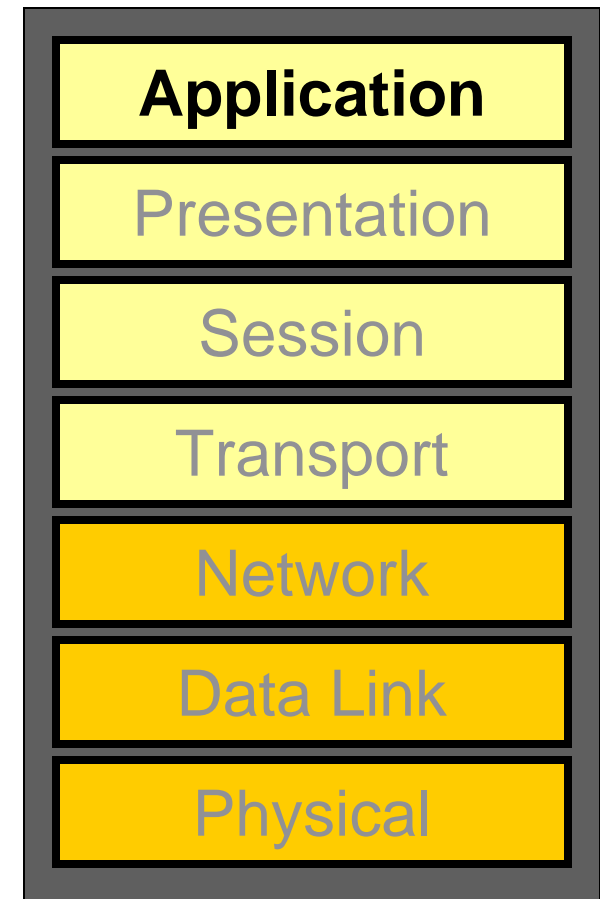 Application
Presentation
Session
Transport
Network
Data Link
Physical